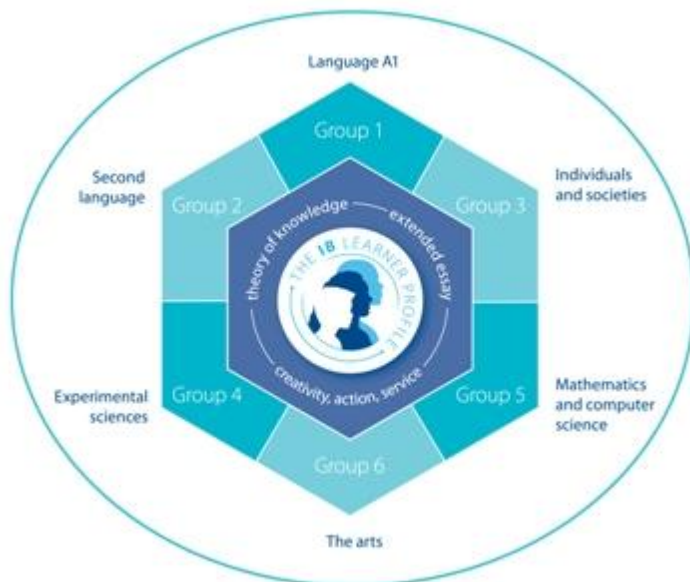 Language A1
Group 1
Second
language
Group 2
Group 3
Individuals
and societies
theory of knowledge
extended essay
THE IB LEARNER PROFILE
creativity, action, service
Experimental
sciences
Group 4
Group 5
Mathematics
and computer
science
Group 6
The arts